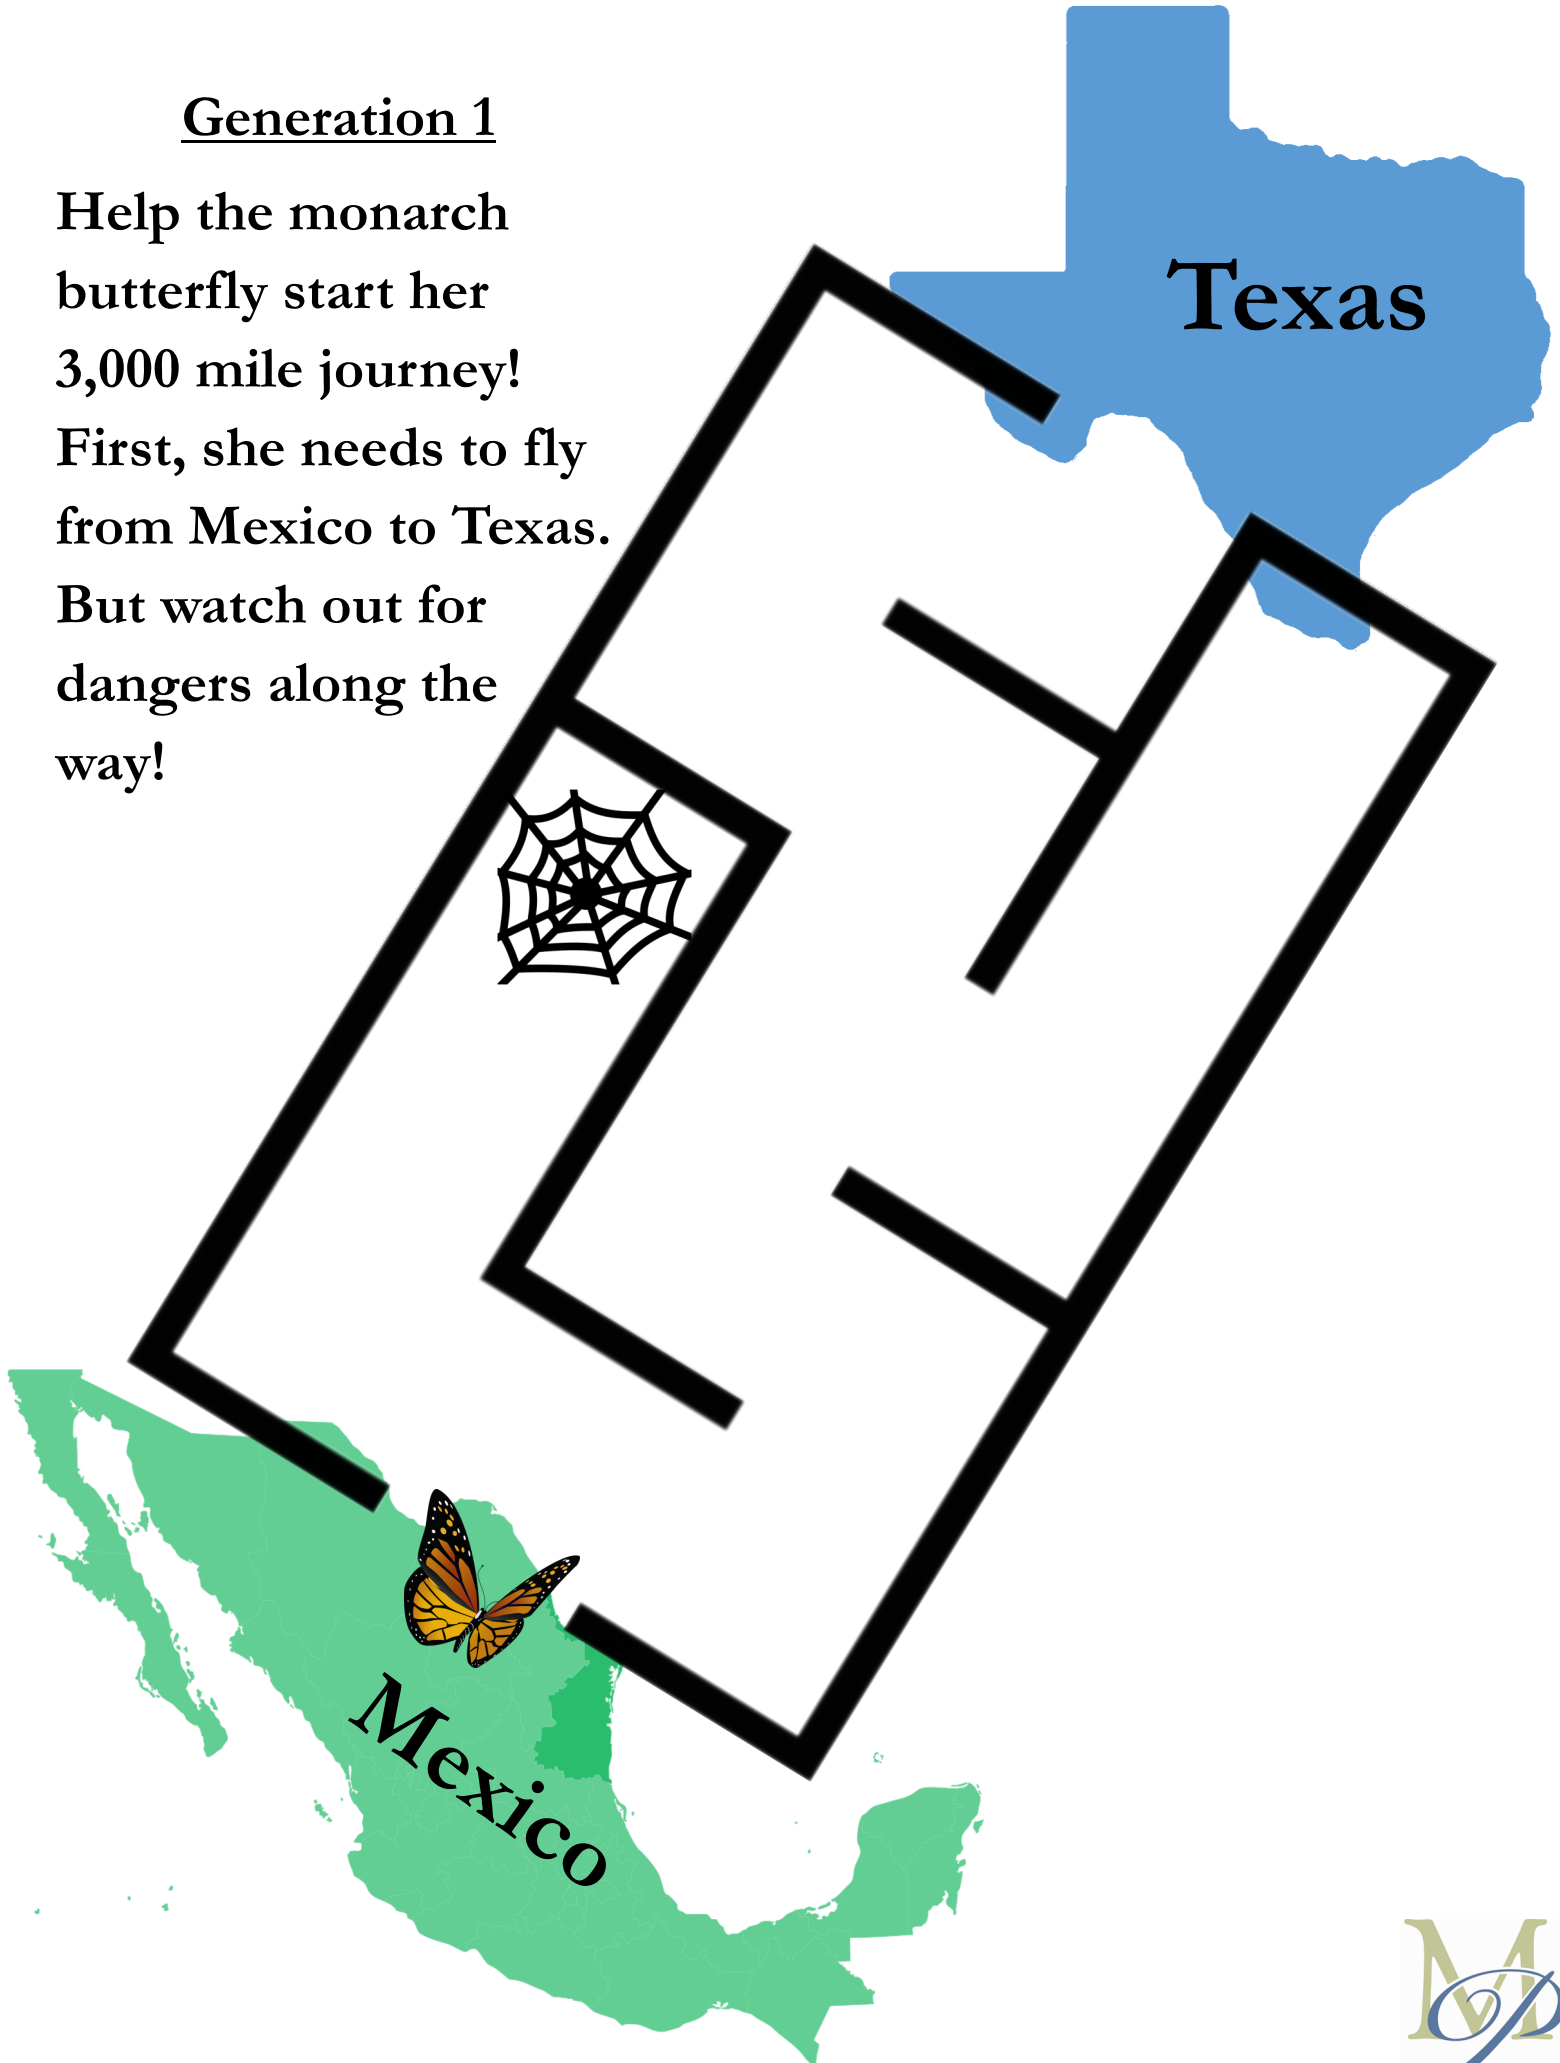 Generation 1
Help the monarch
butterfly start her
3,000 mile journey!
First, she needs to fly
from Mexico to Texas.
But watch out for
dangers along the
way!
Texas
Mexico
MP